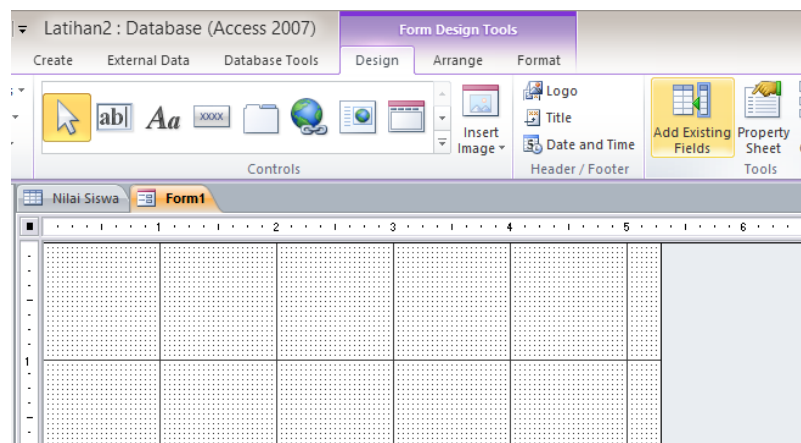 Latihan2 : Database (Access 2007)
Form Design Tools
Create External Data Database Tools Design Arrange Format
ab|
Aa
xxxx
Insert
Image
Logo
Title
Date and Time
Add Existing
Fields
Property
Sheet
Controls Header / Footer Tools
Nilai Siswa Form1
1 2 3 4 5 6
1